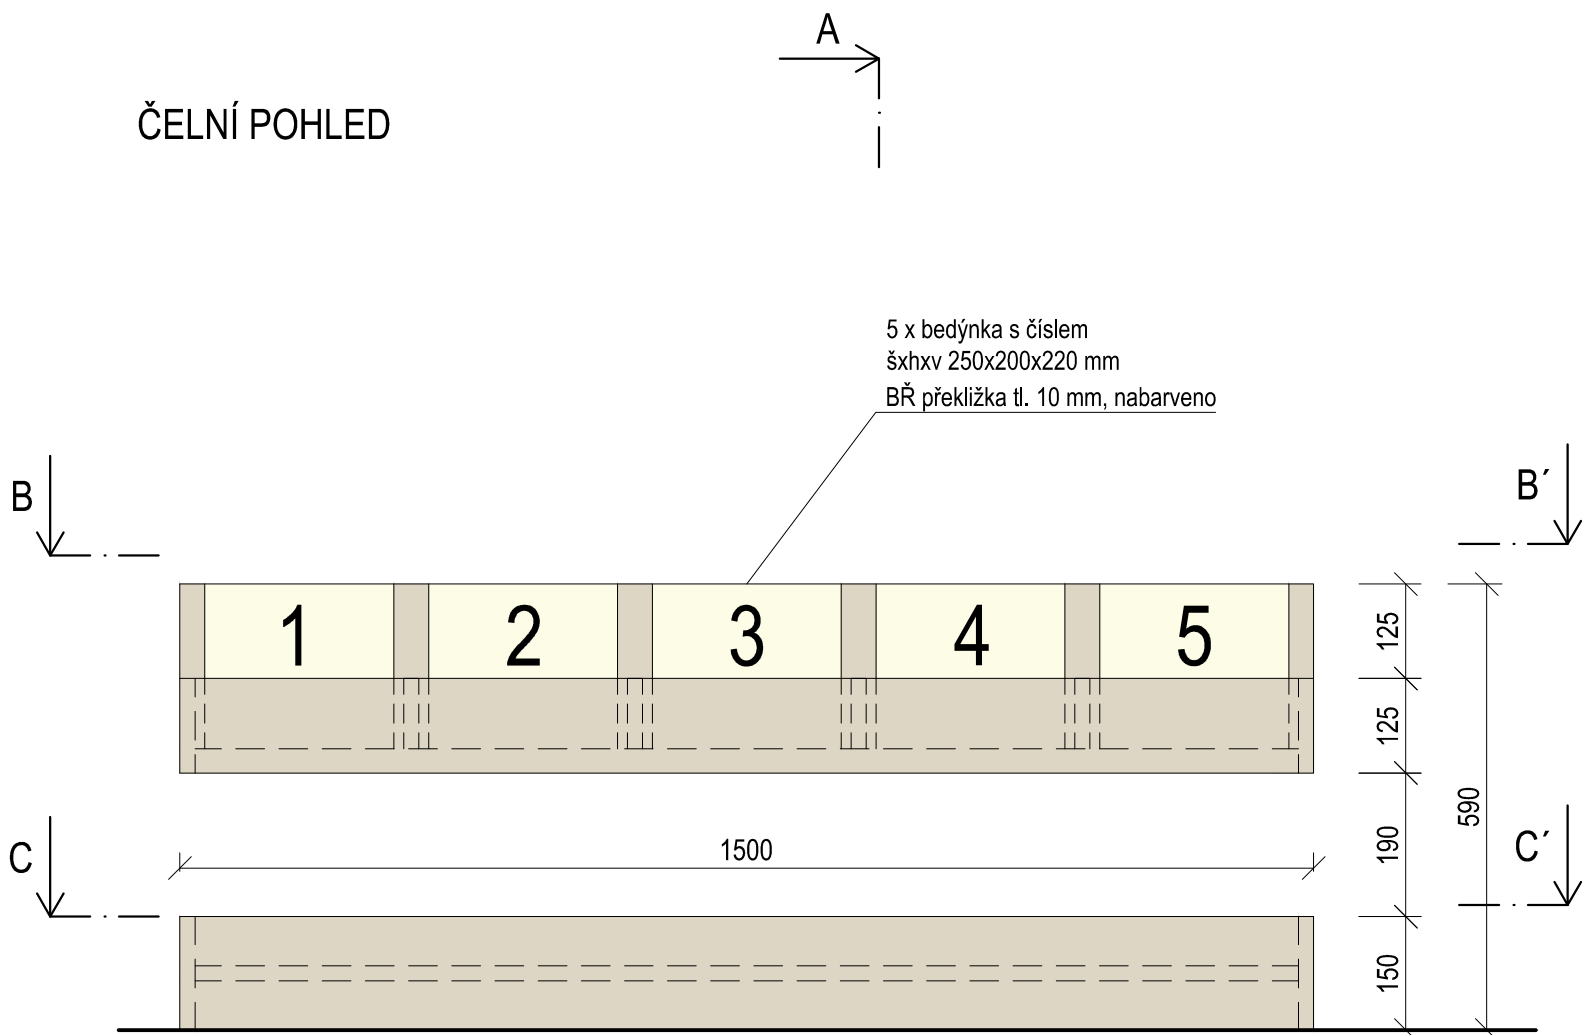 A
ČELNÍ POHLED
5 x bedýnka s číslem
šxhxv 250x200x220 mm
BŘ překližka tl. 10 mm, nabarveno
B
B´
1 2 3 4 5
125
125
590
190
1500
C
C´
150